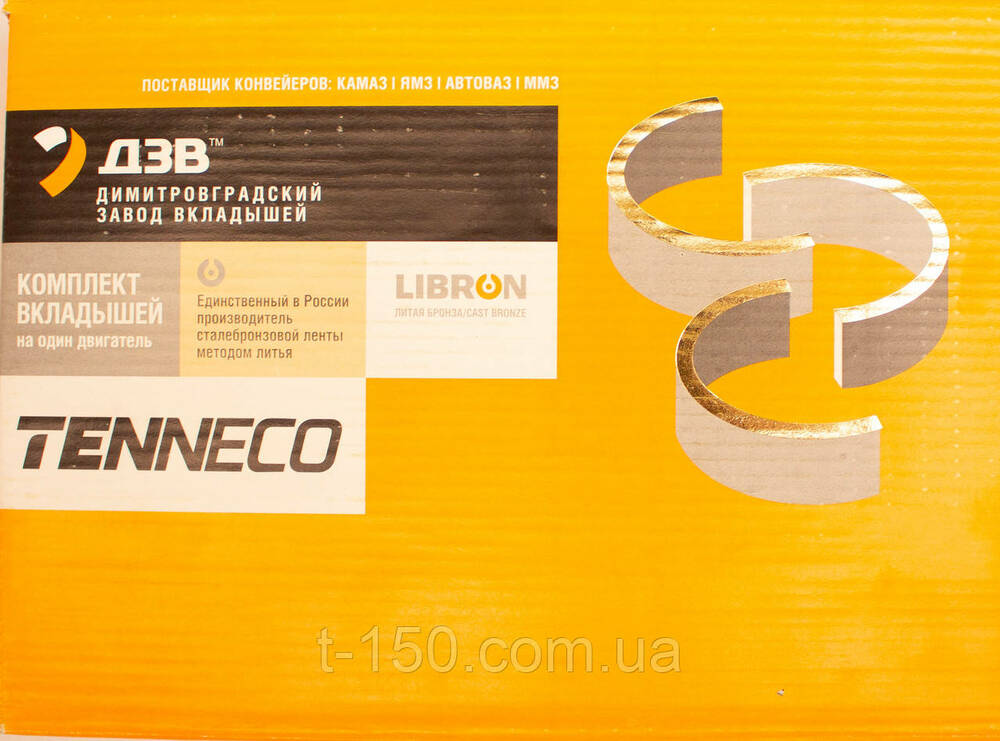 ПОСТАВЩИК КОНВЕЙЕРОВ: КАМАЗ | ЯМЗ | АВТОВАЗ | ММЗ
ДЗВ™
ДИМИТРОВГРАДСКИЙ
ЗАВОД ВКЛАДЫШЕЙ
КОМПЛЕКТ
ВКЛАДЫШЕЙ
на один двигатель
Единственный в России
производитель
сталебронзовой ленты
методом литья
LIBRON
ЛИТАЯ БРОНЗА/CAST BRONZE
TENNECO
t-150.com.ua